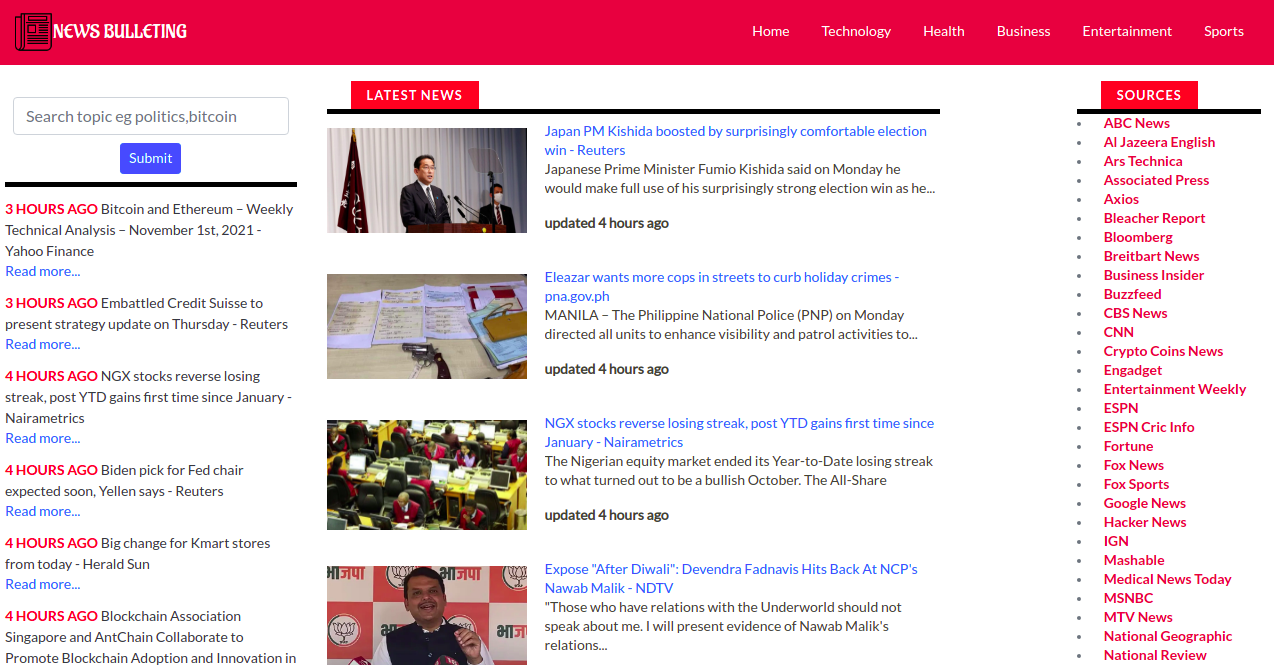 NEWS BULLETING
Home
Technology
Health
Business
Entertainment
Sports
Search topic eg politics,bitcoin
Submit
3 HOURS AGO Bitcoin and Ethereum – Weekly
Technical Analysis – November 1st, 2021 -
Yahoo Finance
Read more...
3 HOURS AGO Embattled Credit Suisse to
present strategy update on Thursday - Reuters
Read more...
4 HOURS AGO NGX stocks reverse losing
streak, post YTD gains first time since January -
Nairametrics
Read more...
4 HOURS AGO Biden pick for Fed chair
expected soon, Yellen says - Reuters
Read more...
4 HOURS AGO Big change for Kmart stores
from today - Herald Sun
Read more...
4 HOURS AGO Blockchain Association
Singapore and AntChain Collaborate to
Promote Blockchain Adoption and Innovation in
LATEST NEWS
Japan PM Kishida boosted by surprisingly comfortable election
win - Reuters
Japanese Prime Minister Fumio Kishida said on Monday he
would make full use of his surprisingly strong election win as he...
updated 4 hours ago
Eleazar wants more cops in streets to curb holiday crimes -
pna.gov.ph
MANILA – The Philippine National Police (PNP) on Monday
directed all units to enhance visibility and patrol activities to...
updated 4 hours ago
NGX stocks reverse losing streak, post YTD gains first time since
January - Nairametrics
The Nigerian equity market ended its Year-to-Date losing streak
to what turned out to be a bullish October. The All-Share
updated 4 hours ago
भाजपा
Expose "After Diwali": Devendra Fadnavis Hits Back At NCP's
Nawab Malik - NDTV
"Those who have relations with the Underworld should not
speak about me. I will present evidence of Nawab Malik's
relations...
SOURCES
ABC News
Al Jazeera English
Ars Technica
Associated Press
Axios
Bleacher Report
Bloomberg
Breitbart News
Business Insider
Buzzfeed
CBS News
CNN
Crypto Coins News
Engadget
Entertainment Weekly
ESPN
ESPN Cric Info
Fortune
Fox News
Fox Sports
Google News
Hacker News
IGN
Mashable
Medical News Today
MSNBC
MTV News
National Geographic
National Review